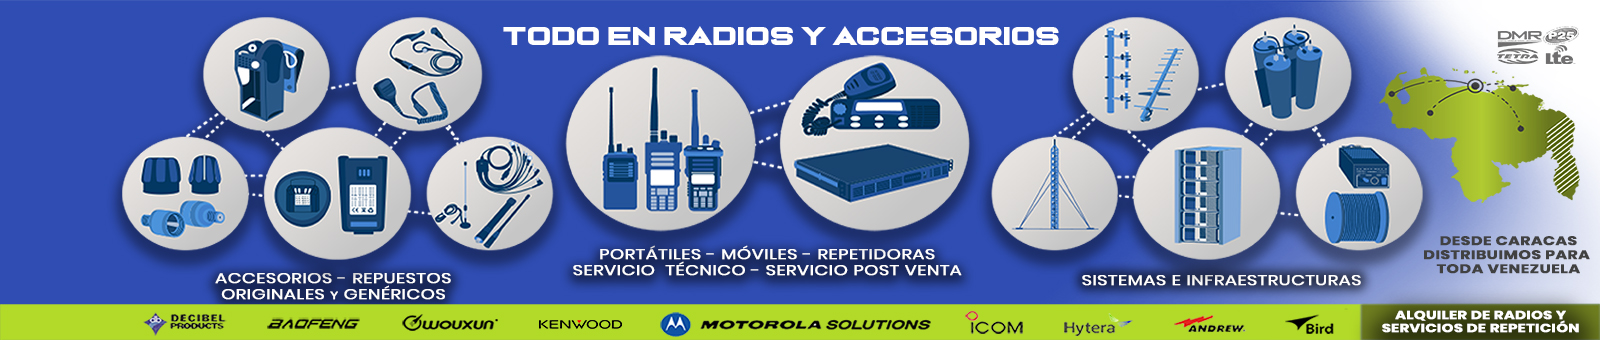 TODO EN RADIOS Y ACCESORIOS
DMR P25
TETRA Lte
ACCESORIOS - REPUESTOS
ORIGINALES Y GENÉRICOS
PORTÁTILES - MÓVILES - REPETIDORAS
SERVICIO TÉCNICO - SERVICIO POST VENTA
SISTEMAS E INFRAESTRUCTURAS
DESDE CARACAS
DISTRIBUIMOS PARA
TODA VENEZUELA
DECIBEL
PRODUCTS
BAOFENG
WOUXUN
KENWOOD
MOTOROLA SOLUTIONS
ICOM
Hytera
ANDREW.
Bird
ALQUILER DE RADIOS Y
SERVICIOS DE REPETICIÓN